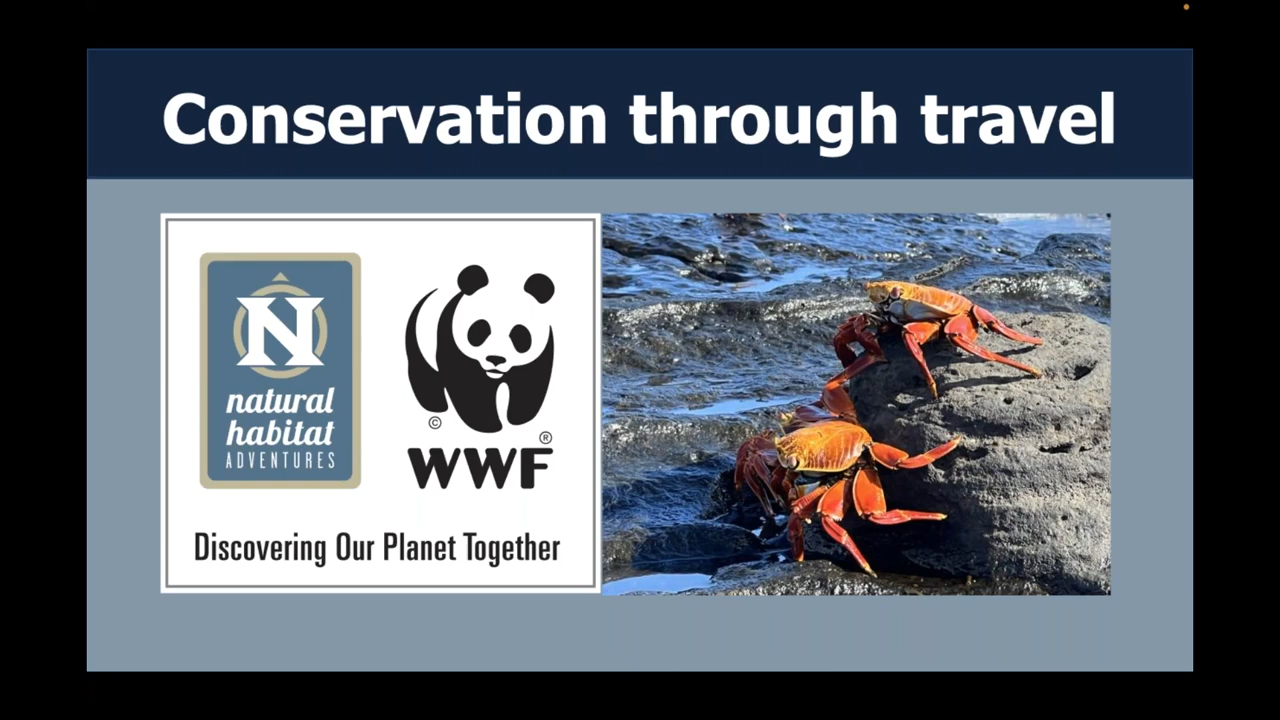 Conservation through travel
N
natural
habitat
ADVENTURES
©
®
WWF
Discovering Our Planet Together